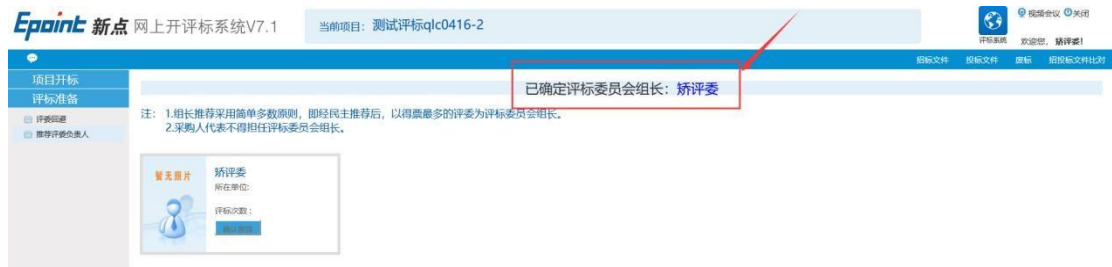 Epoint 新点 网上开评标系统V7.1
当前项目：测试评标qlc0416-2
评标系统
视频会议 关闭
欢迎您，矫评委!
招标文件 投标文件 废标 招投标文件比对
项目开标
评标准备
评委回避
推荐评委负责人
已确定评标委员会组长：矫评委
注： 1.组长推荐采用简单多数原则，即经民主推荐后，以得票最多的评委为评标委员会组长。
2.采购人代表不得担任评标委员会组长。
暂无照片
矫评委
所在单位:
评标次数：